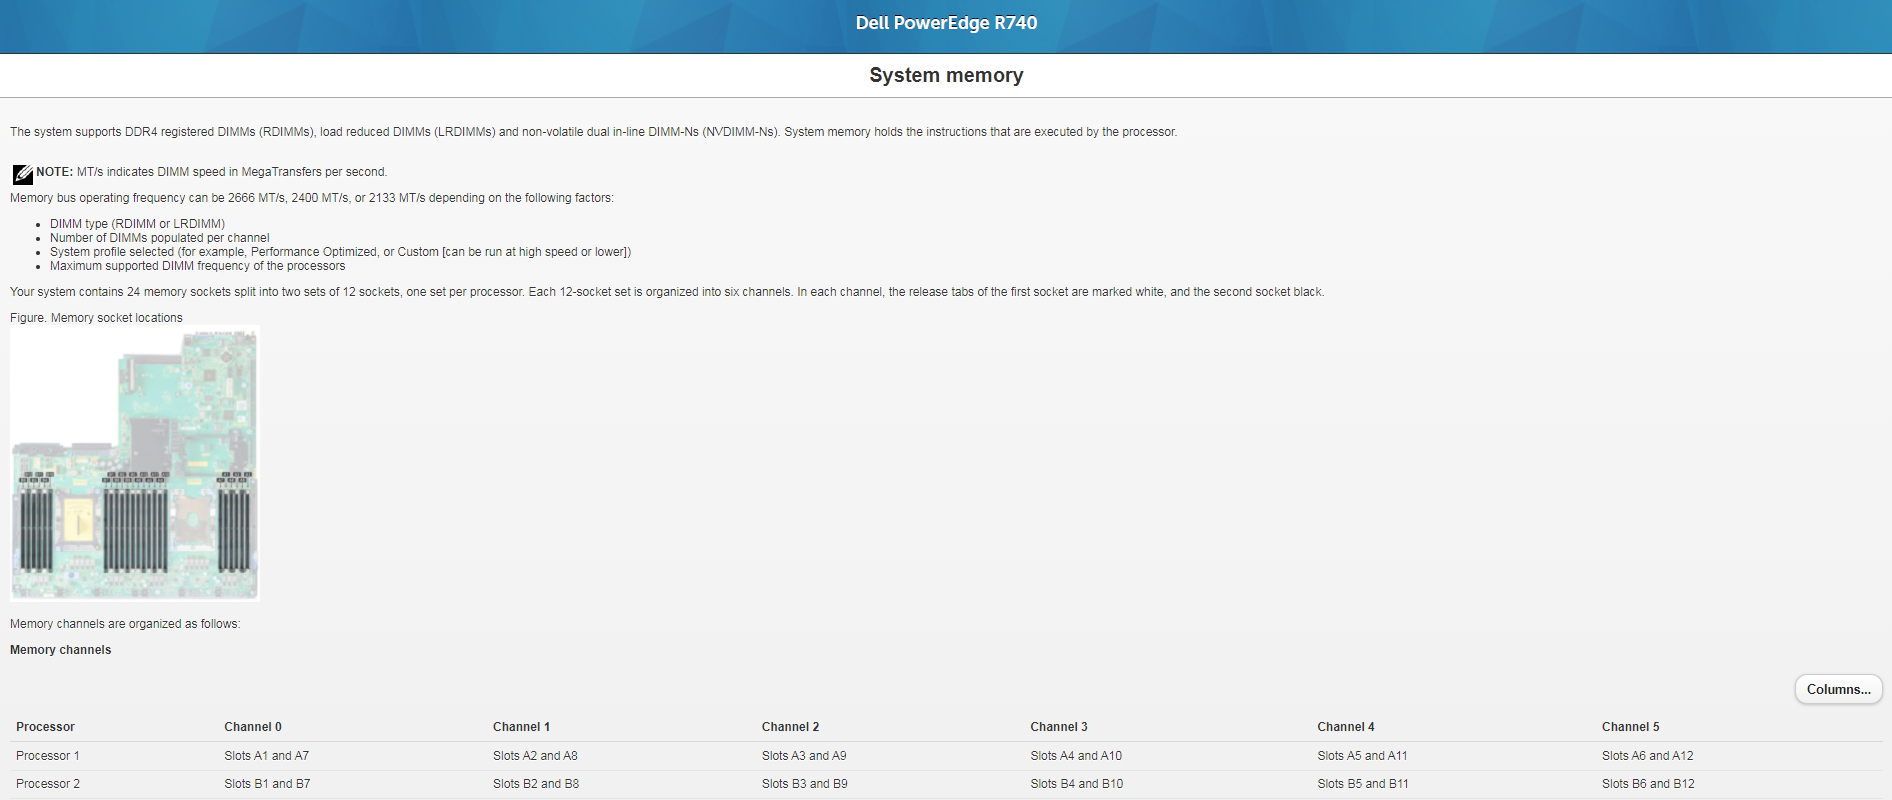 Dell PowerEdge R740
System memory
The system supports DDR4 registered DIMMs (RDIMMs), load reduced DIMMs (LRDIMMs) and non-volatile dual in-line DIMM-Ns (NVDIMM-Ns). System memory holds the instructions that are executed by the processor.
NOTE: MT/s indicates DIMM speed in MegaTransfers per second.
Memory bus operating frequency can be 2666 MT/s, 2400 MT/s, or 2133 MT/s depending on the following factors:
• DIMM type (RDIMM or LRDIMM)
• Number of DIMMs populated per channel
• System profile selected (for example, Performance Optimized, or Custom [can be run at high speed or lower])
• Maximum supported DIMM frequency of the processors
Your system contains 24 memory sockets split into two sets of 12 sockets, one set per processor. Each 12-socket set is organized into six channels. In each channel, the release tabs of the first socket are marked white, and the second socket black.
Figure. Memory socket locations
Memory channels are organized as follows:
Memory channels
Columns...
Processor Channel 0 Channel 1 Channel 2 Channel 3 Channel 4 Channel 5
Processor 1 Slots A1 and A7 Slots A2 and A8 Slots A3 and A9 Slots A4 and A10 Slots A5 and A11 Slots A6 and A12
Processor 2 Slots B1 and B7 Slots B2 and B8 Slots B3 and B9 Slots B4 and B10 Slots B5 and B11 Slots B6 and B12